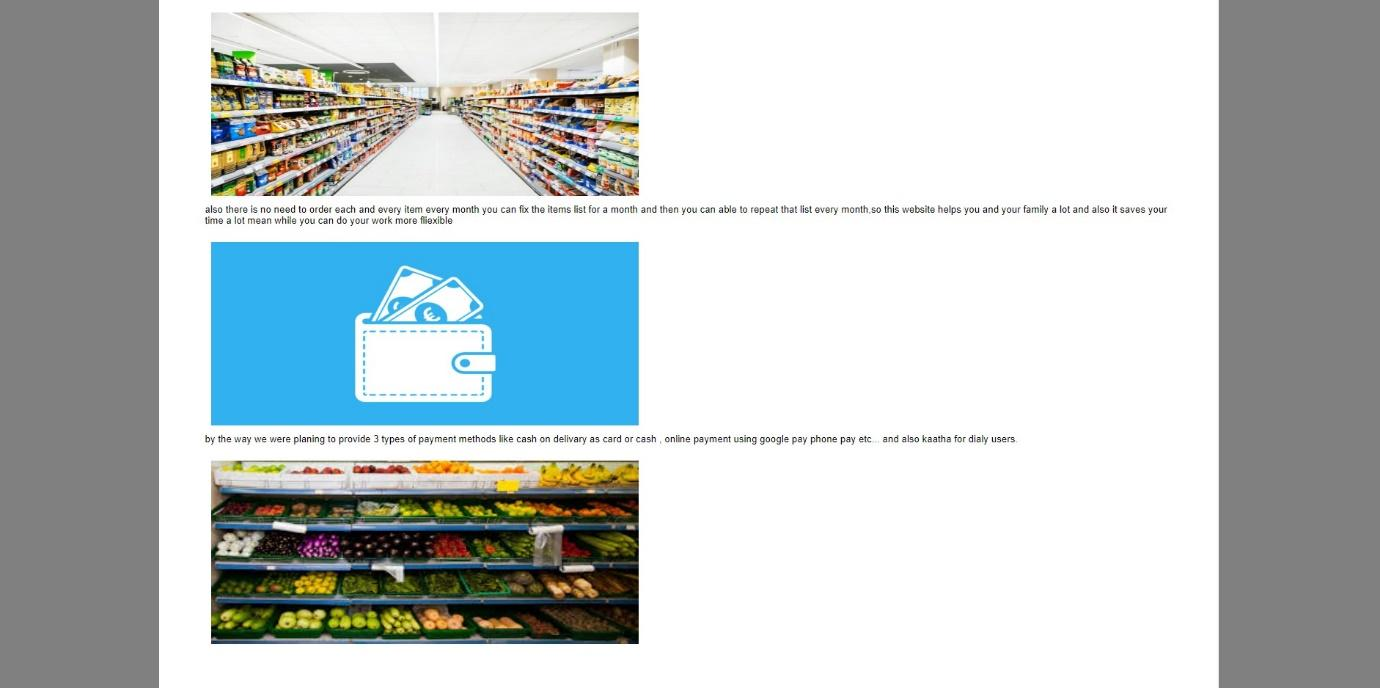 also there is no need to order each and every item every month you can fix the items list for a month and then you can able to repeat that list every month,so this website helps you and your family a lot and also it saves your
time a lot mean while you can do your work more fliexible
by the way we were planing to provide 3 types of payment methods like cash on delivary as card or cash , online payment using google pay phone pay etc... and also kaatha for dialy users.